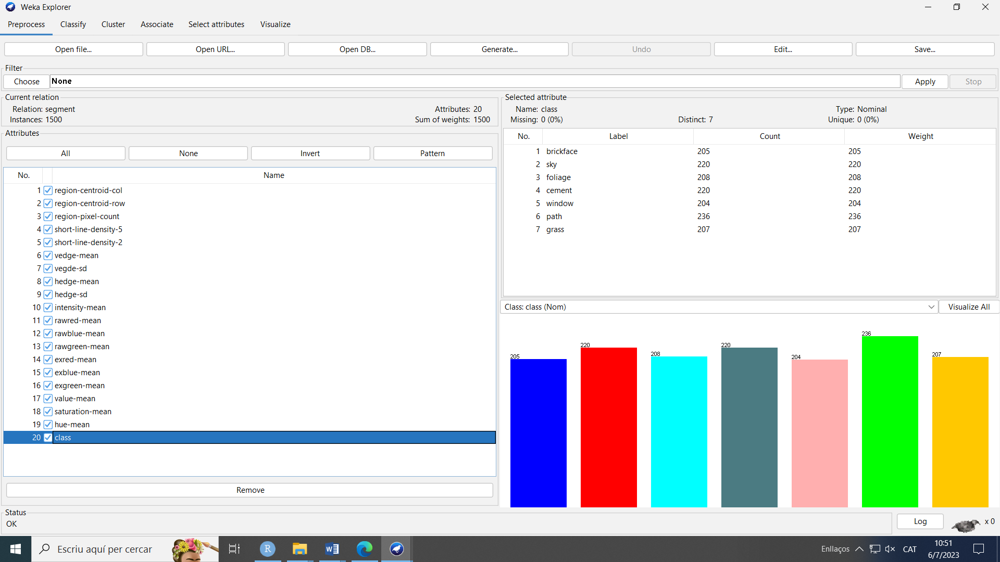 Weka Explorer
Preprocess Classify Cluster Associate Select attributes Visualize
Open file... Open URL... Open DB... Generate... Undo Edit... Save...
Filter
Choose None Apply Stop
Current relation
Relation: segment Attributes: 20
Instances: 1500 Sum of weights: 1500
Attributes
All None Invert Pattern
No. Name
1 region-centroid-col
2 region-centroid-row
3 region-pixel-count
4 short-line-density-5
5 short-line-density-2
6 vedge-mean
7 vegde-sd
8 hedge-mean
9 hedge-sd
10 intensity-mean
11 rawred-mean
12 rawblue-mean
13 rawgreen-mean
14 exred-mean
15 exblue-mean
16 exgreen-mean
17 value-mean
18 saturation-mean
19 hue-mean
20 class
Remove
Selected attribute
Name: class Type: Nominal
Missing: 0 (0%) Distinct: 7 Unique: 0 (0%)
No. Label Count Weight
1 brickface 205 205
2 sky 220 220
3 foliage 208 208
4 cement 220 220
5 window 204 204
6 path 236 236
7 grass 207 207
Class: class (Nom) Visualize All
205 220 208 220 204 236 207
Status
OK
Log x 0
Escriu aquí per cercar
R
W
Enllaços CAT
10:51
6/7/2023